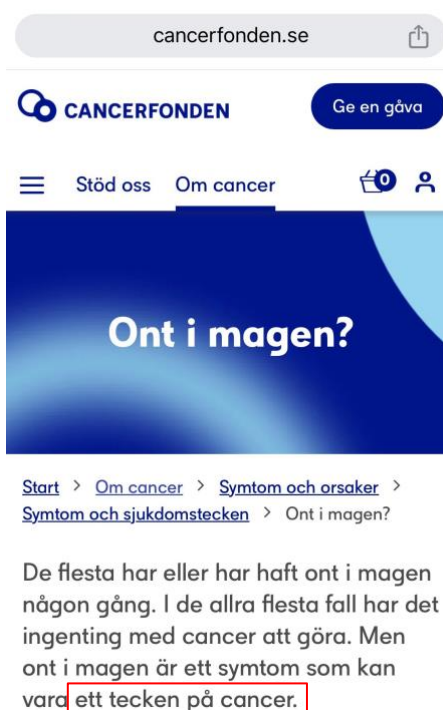 cancerfonden.se
CANCERFONDEN
Ge en gåva
Stöd oss Om cancer
0
Ont i magen?
Start > Om cancer > Symtom och orsaker >
Symtom och sjukdomstecken > Ont i magen?
De flesta har eller har haft ont i magen
någon gång. I de allra flesta fall har det
ingenting med cancer att göra. Men
ont i magen är ett symtom som kan
vara ett tecken på cancer.